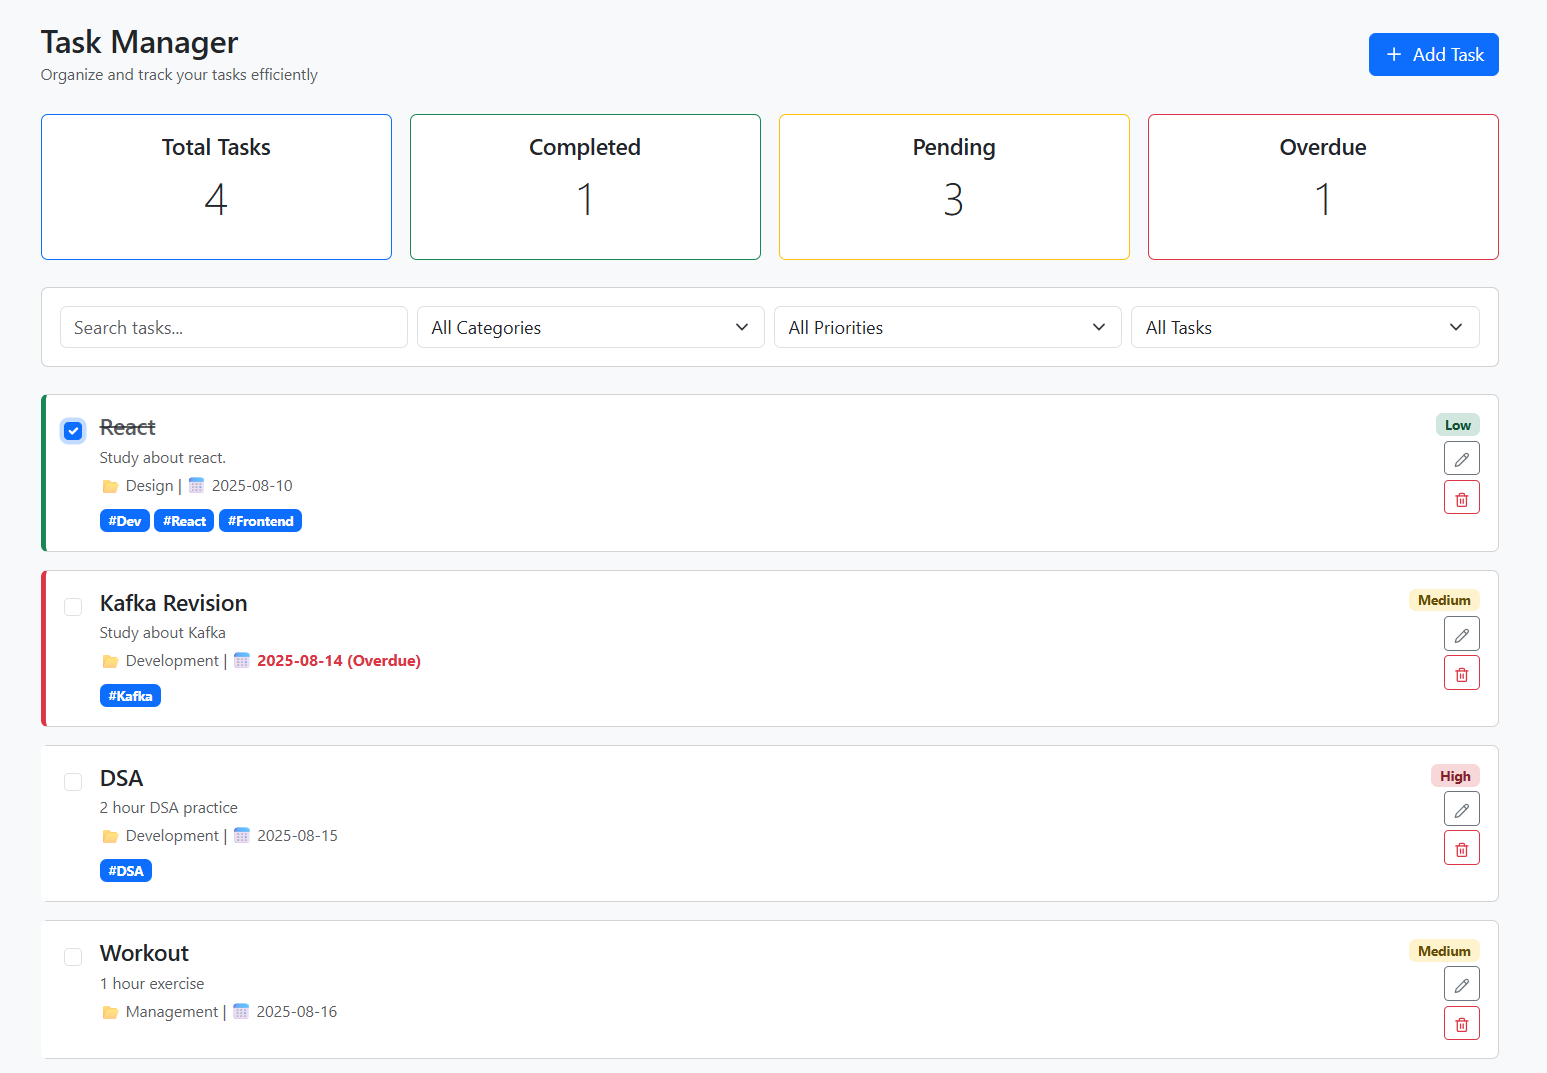 Task Manager
Organize and track your tasks efficiently
+ Add Task
Total Tasks
4
Completed
1
Pending
3
Overdue
1
Search tasks...
All Categories
All Priorities
All Tasks
React
Low
Study about react.
Design | 2025-08-10
#Dev #React #Frontend
Kafka Revision
Medium
Study about Kafka
Development | 2025-08-14 (Overdue)
#Kafka
DSA
High
2 hour DSA practice
Development | 2025-08-15
#DSA
Workout
Medium
1 hour exercise
Management | 2025-08-16